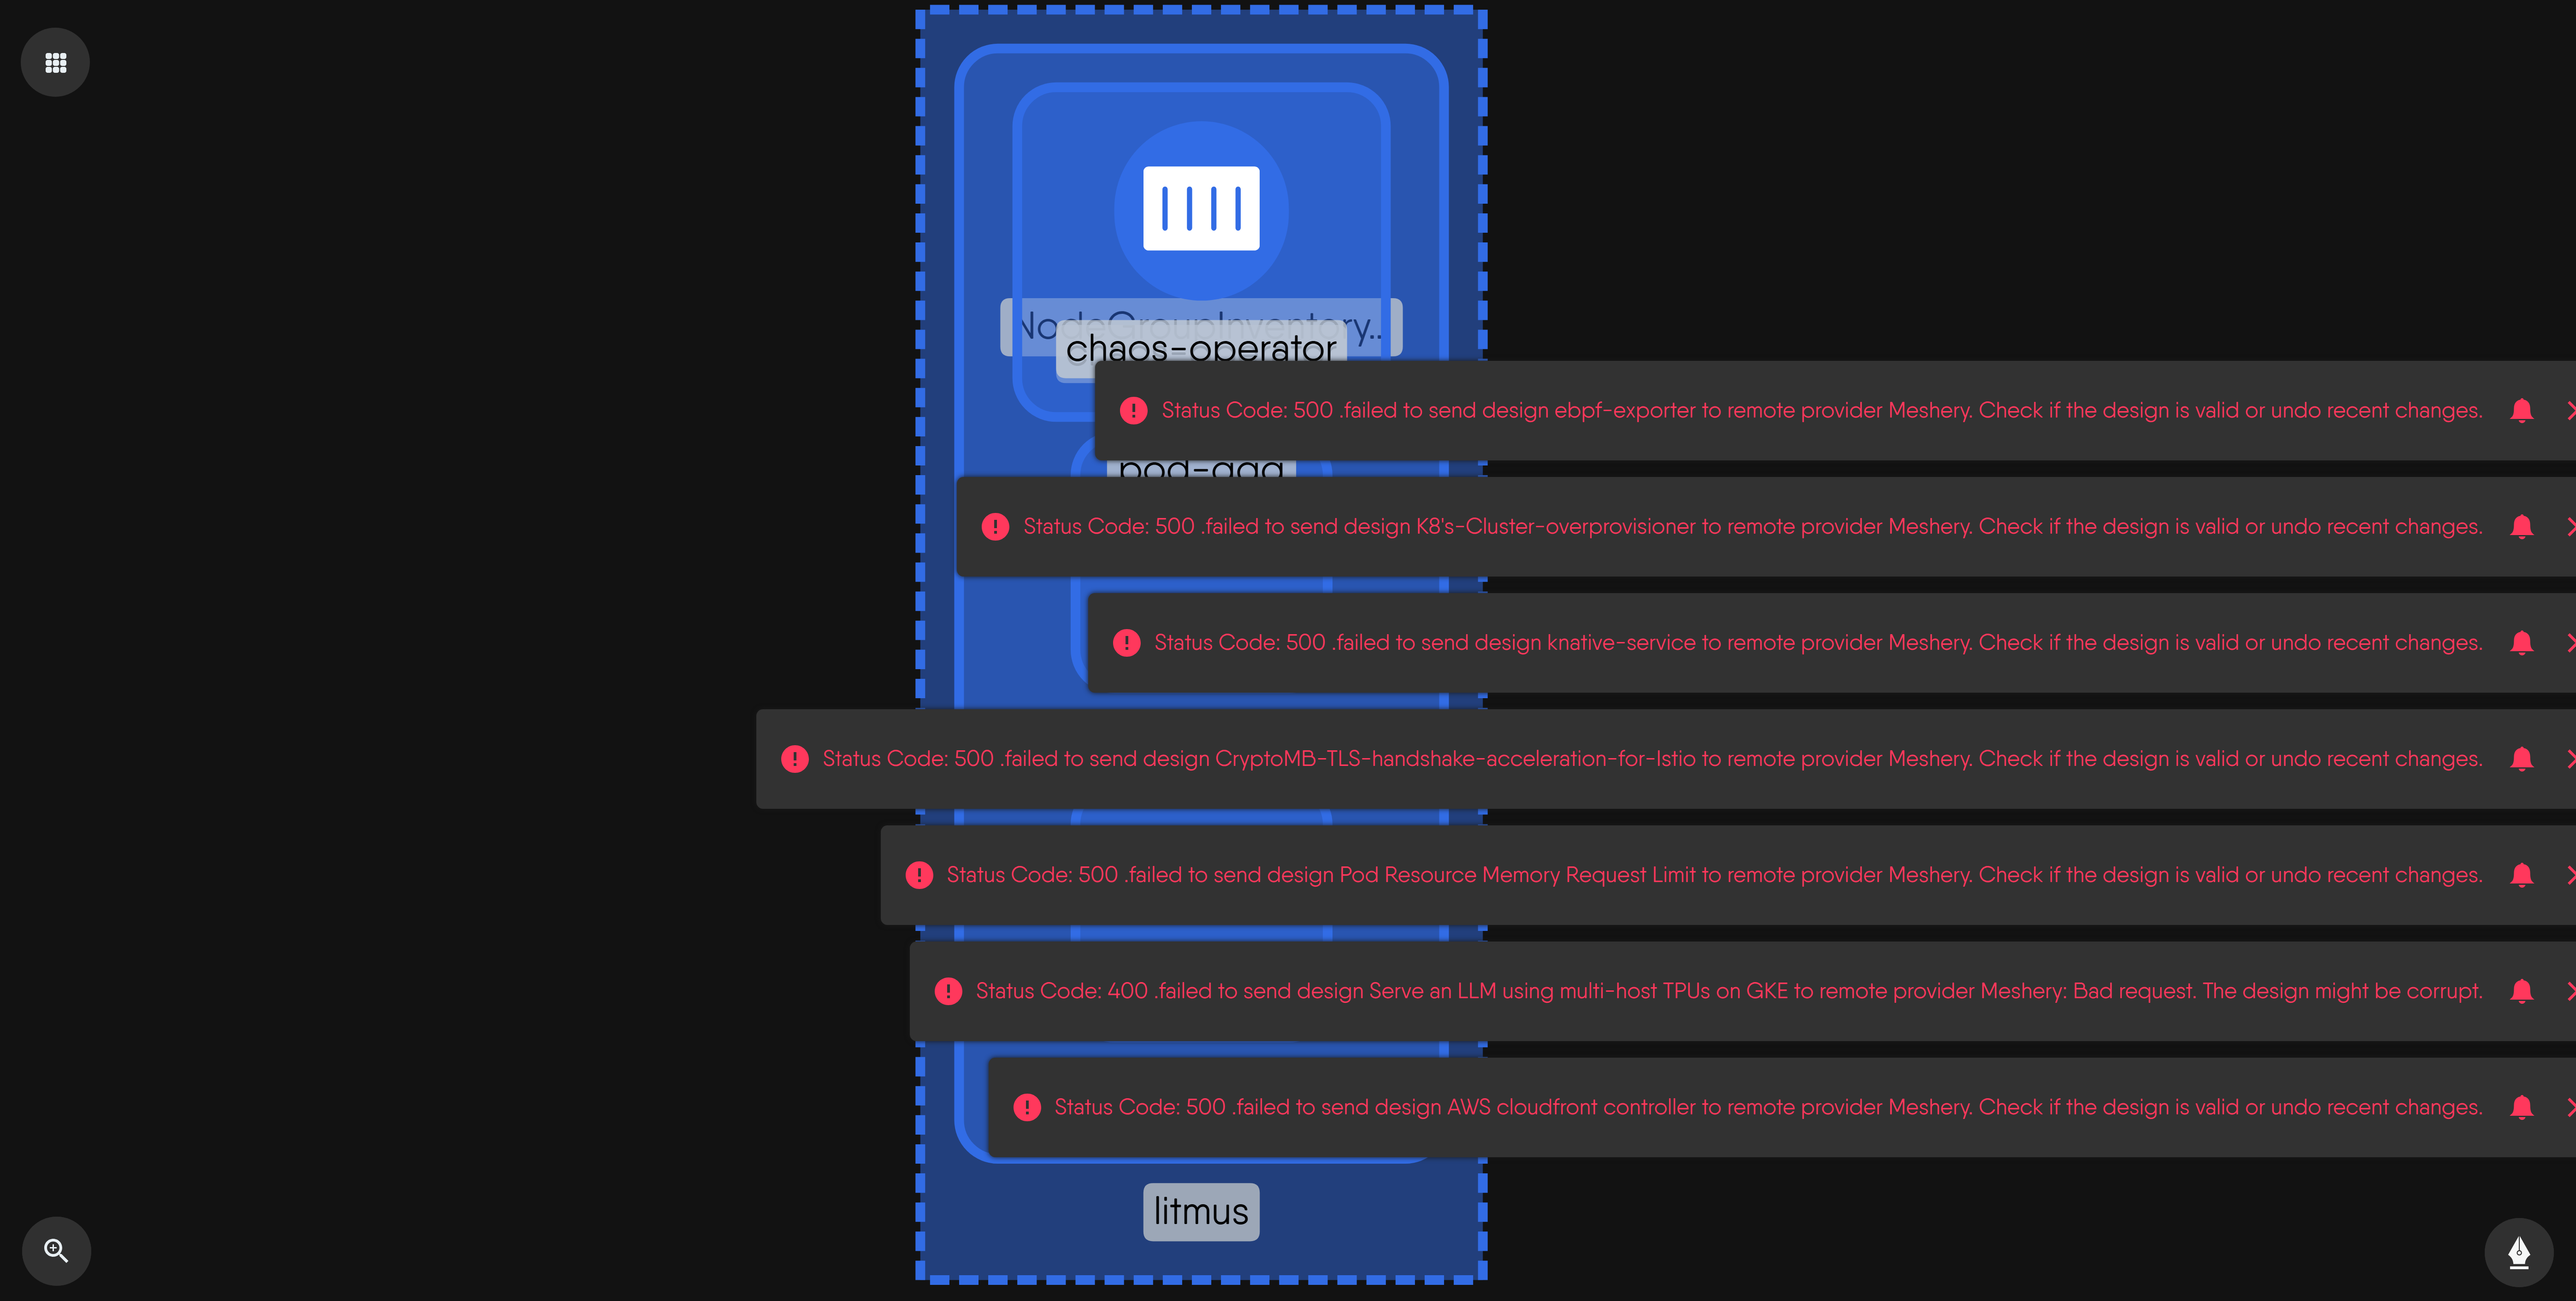 NodeGroupInventory..
chaos-operator
Status Code: 500 .failed to send design ebpf-exporter to remote provider Meshery. Check if the design is valid or undo recent changes.
pod-agg
Status Code: 500 .failed to send design K8's-Cluster-overprovisioner to remote provider Meshery. Check if the design is valid or undo recent changes.
Status Code: 500 .failed to send design knative-service to remote provider Meshery. Check if the design is valid or undo recent changes.
Status Code: 500 .failed to send design CryptoMB-TLS-handshake-acceleration-for-Istio to remote provider Meshery. Check if the design is valid or undo recent changes.
Status Code: 500 .failed to send design Pod Resource Memory Request Limit to remote provider Meshery. Check if the design is valid or undo recent changes.
Status Code: 400 .failed to send design Serve an LLM using multi-host TPUs on GKE to remote provider Meshery: Bad request. The design might be corrupt.
Status Code: 500 .failed to send design AWS cloudfront controller to remote provider Meshery. Check if the design is valid or undo recent changes.
litmus